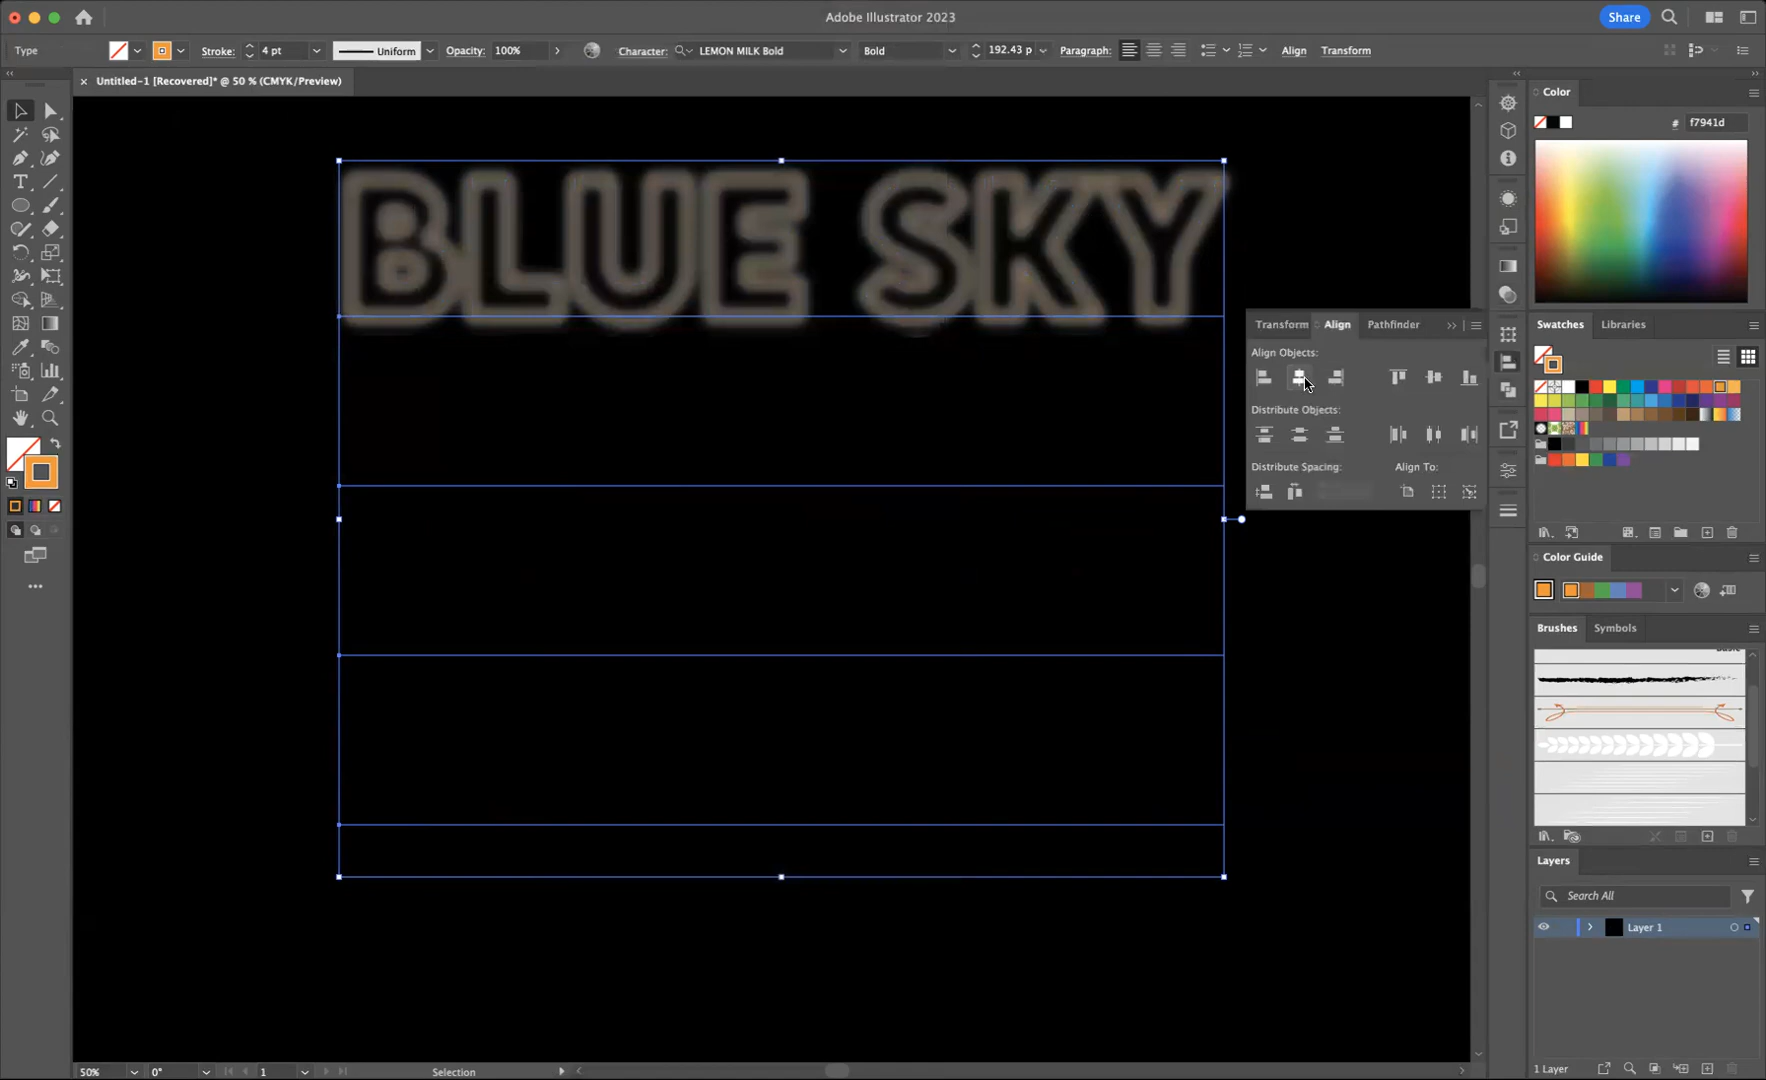 Adobe Illustrator 2023
Share
Type
Stroke:
4 pt
Uniform
Opacity:
100%
Character:
LEMON MILK Bold
Bold
192.43 p
Paragraph:
Align
Transform
Untitled-1 [Recovered]* @ 50 % (CMYK/Preview)
Color
# f7941d
BLUE SKY
Transform
Align
Pathfinder
Align Objects:
Distribute Objects:
Distribute Spacing:
Align To:
Swatches
Libraries
Color Guide
Brushes
Symbols
Basic
Layers
Search All
Layer 1
1 Layer
50%
0°
1
Selection